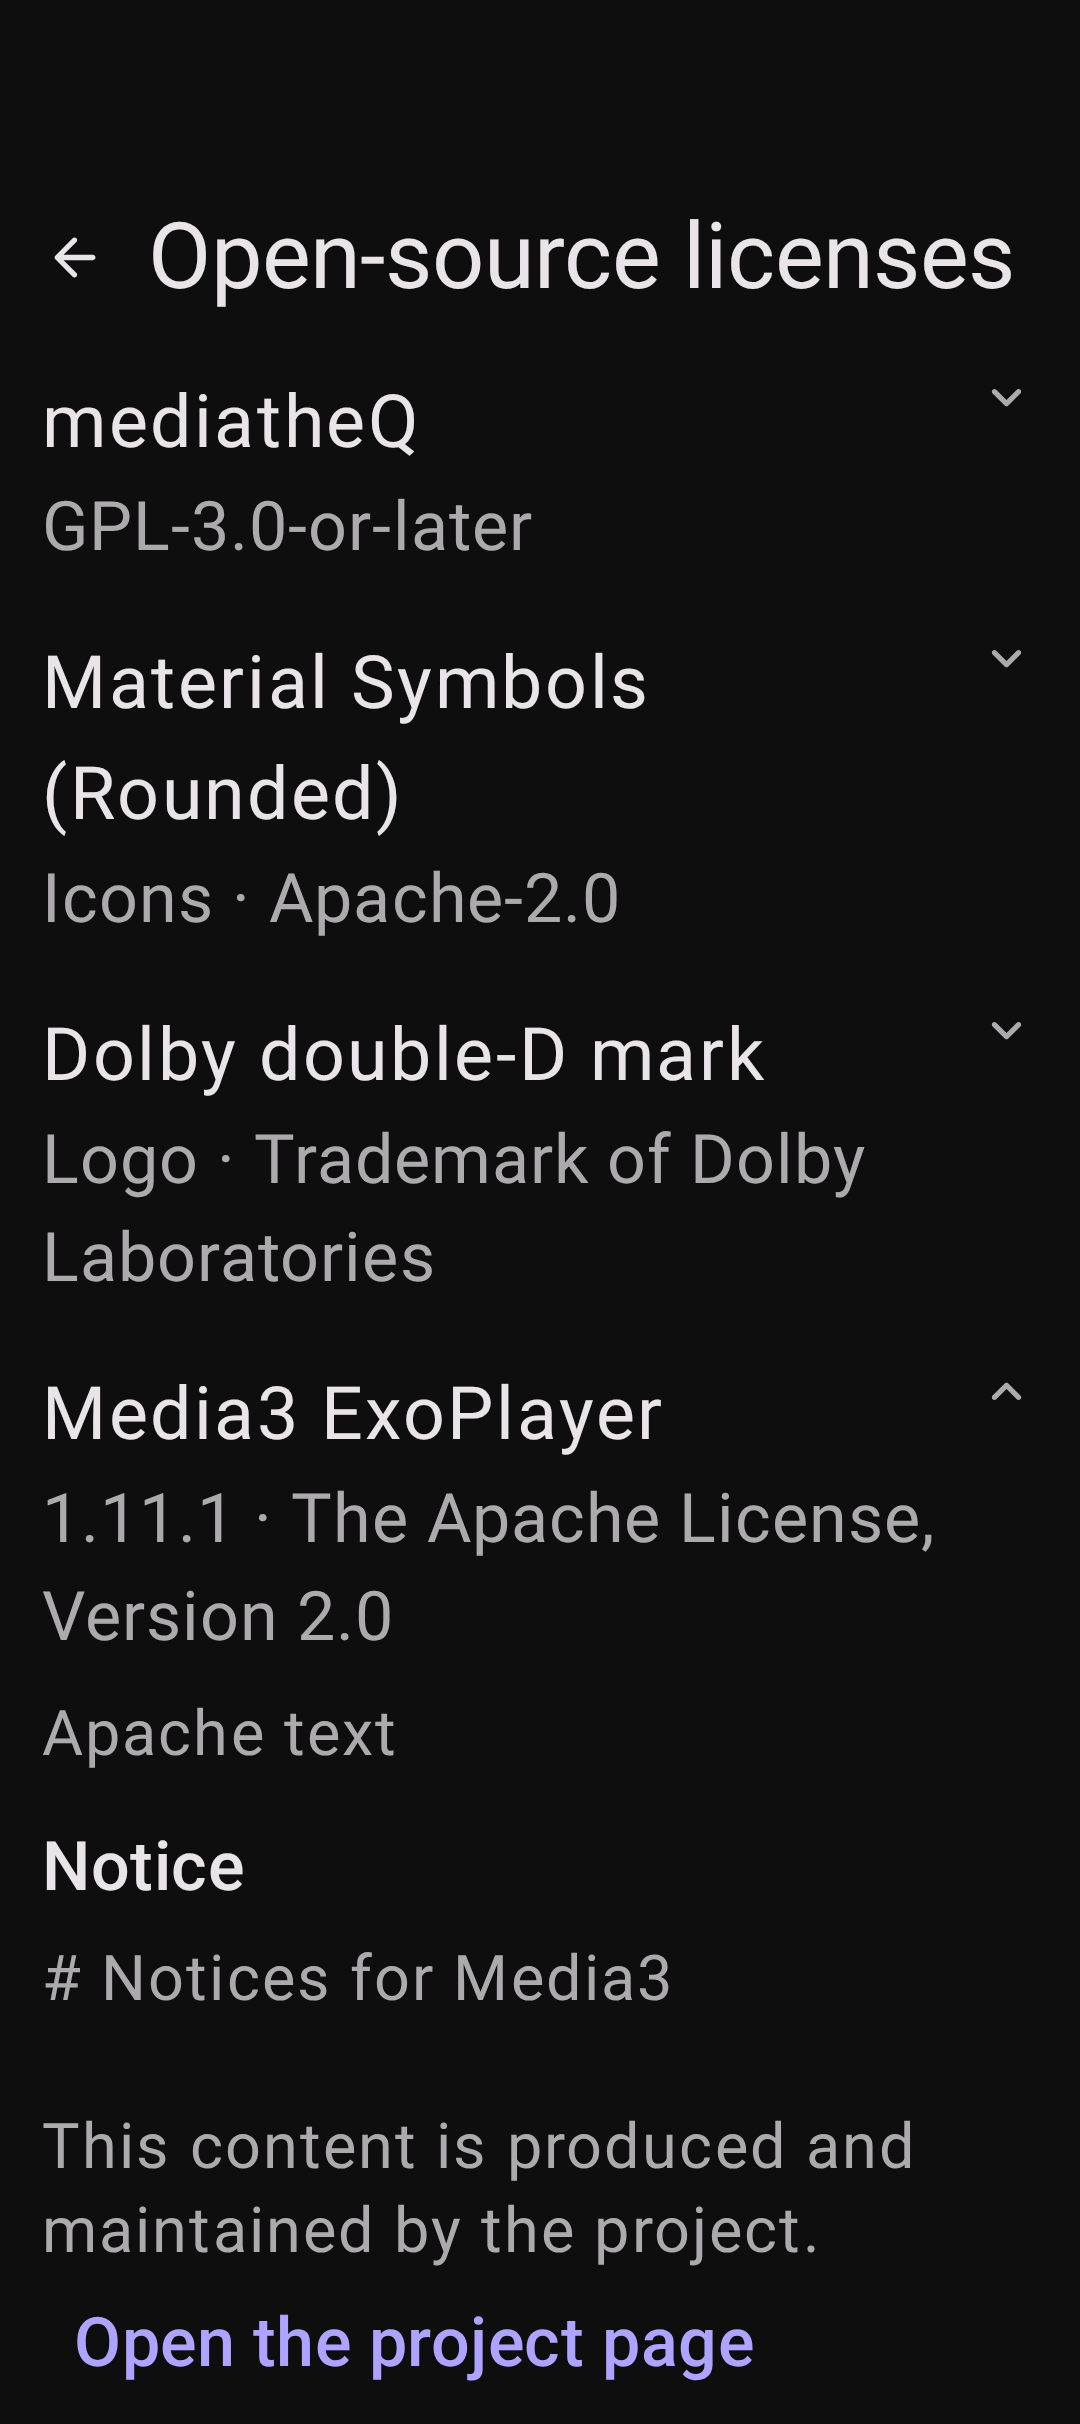 Open-source licenses
mediatheQ
GPL-3.0-or-later
Material Symbols
(Rounded)
Icons · Apache-2.0
Dolby double-D mark
Logo · Trademark of Dolby
Laboratories
Media3 ExoPlayer
1.11.1 · The Apache License,
Version 2.0
Apache text
Notice
# Notices for Media3
This content is produced and
maintained by the project.
Open the project page